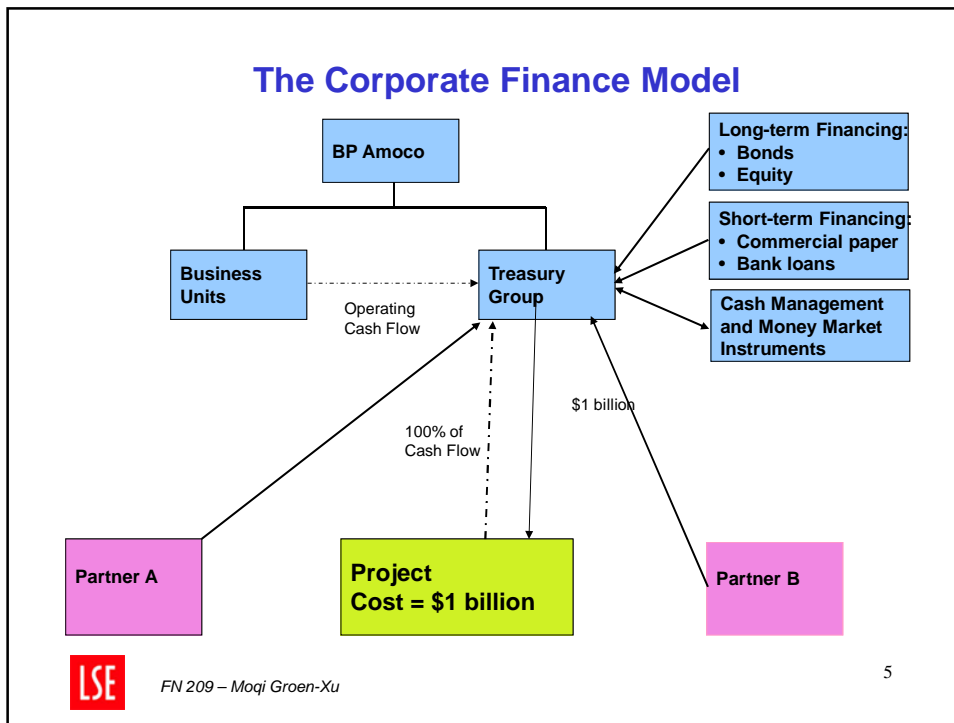 The Corporate Finance Model
BP Amoco
Long-term Financing:
• Bonds
• Equity
Short-term Financing:
• Commercial paper
• Bank loans
Business
Units
Treasury
Group
Cash Management
and Money Market
Instruments
Operating
Cash Flow
$1 billion
100% of
Cash Flow
Partner A
Project
Cost = $1 billion
Partner B
LSE
FN 209 – Moqi Groen-Xu
5